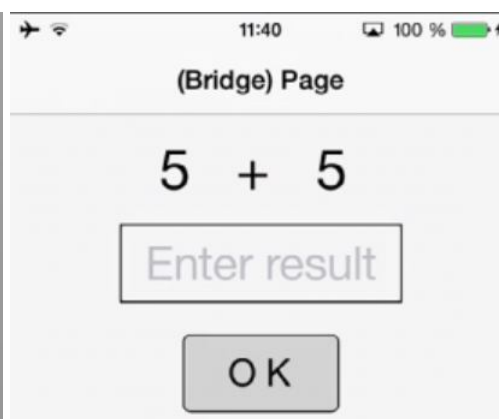 11:40 100 %
(Bridge) Page
5 + 5
Enter result
OK